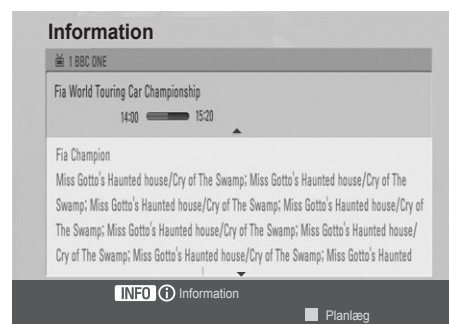 Information
1 BBC ONE
Fia World Touring Car Championship
14:00 15:20
Fia Champion
Miss Gotto's Haunted house/Cry of The Swamp; Miss Gotto's Haunted house/Cry of The
Swamp; Miss Gotto's Haunted house/Cry of The Swamp; Miss Gotto's Haunted house/Cry of
The Swamp; Miss Gotto's Haunted house/Cry of The Swamp; Miss Gotto's Haunted house/
Cry of The Swamp; Miss Gotto's Haunted house/Cry of The Swamp; Miss Gotto's Haunted
INFO i Information
Planlæg